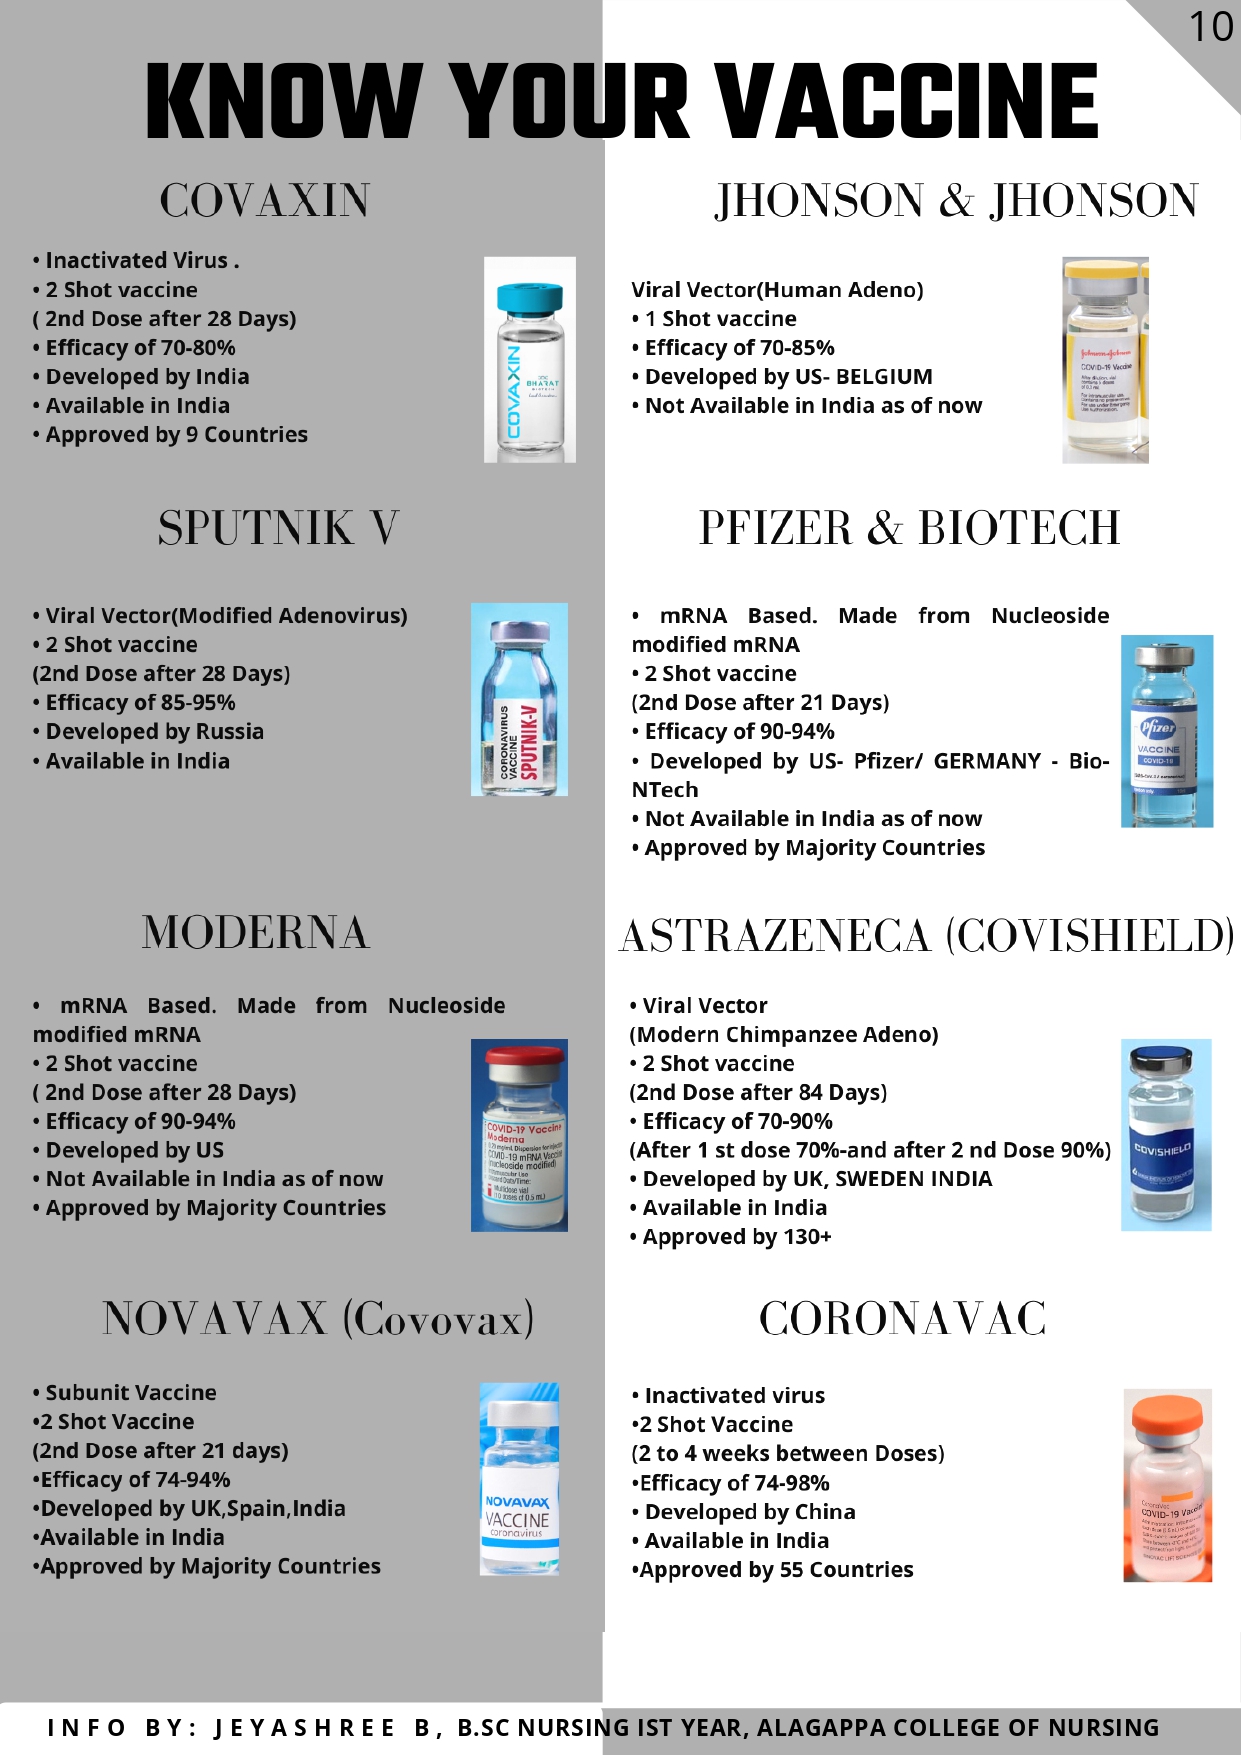 10
KNOW YOUR VACCINE
COVAXIN
• Inactivated Virus .
• 2 Shot vaccine
( 2nd Dose after 28 Days)
• Efficacy of 70-80%
• Developed by India
• Available in India
• Approved by 9 Countries
COVAXIN
BHARAT
BIOTECH
JHONSON & JHONSON
Viral Vector(Human Adeno)
• 1 Shot vaccine
• Efficacy of 70-85%
• Developed by US- BELGIUM
• Not Available in India as of now
Johnson & Johnson
COVID-19 Vaccine
SPUTNIK V
• Viral Vector(Modified Adenovirus)
• 2 Shot vaccine
(2nd Dose after 28 Days)
• Efficacy of 85-95%
• Developed by Russia
• Available in India
CORONAVIRUS
VACCINE
SPUTNIK-V
PFIZER & BIOTECH
• mRNA Based. Made from Nucleoside
modified mRNA
• 2 Shot vaccine
(2nd Dose after 21 Days)
• Efficacy of 90-94%
• Developed by US- Pfizer/ GERMANY - Bio-
NTech
• Not Available in India as of now
• Approved by Majority Countries
Pfizer
VACCINE
COVID-19
MODERNA
• mRNA Based. Made from Nucleoside
modified mRNA
• 2 Shot vaccine
( 2nd Dose after 28 Days)
• Efficacy of 90-94%
• Developed by US
• Not Available in India as of now
• Approved by Majority Countries
COVID-19 Vaccine
Moderna
COVID-19 mRNA Vaccine
(nucleoside modified)
ASTRAZENECA (COVISHIELD)
• Viral Vector
(Modern Chimpanzee Adeno)
• 2 Shot vaccine
(2nd Dose after 84 Days)
• Efficacy of 70-90%
(After 1 st dose 70%-and after 2 nd Dose 90%)
• Developed by UK, SWEDEN INDIA
• Available in India
• Approved by 130+
COVISHIELD
NOVAVAX (Covovax)
• Subunit Vaccine
•2 Shot Vaccine
(2nd Dose after 21 days)
•Efficacy of 74-94%
•Developed by UK,Spain,India
•Available in India
•Approved by Majority Countries
NOVAVAX
VACCINE
coronavirus
CORONAVAC
• Inactivated virus
•2 Shot Vaccine
(2 to 4 weeks between Doses)
•Efficacy of 74-98%
• Developed by China
• Available in India
•Approved by 55 Countries
CoronaVac
COVID-19 Vaccine
INFO BY: JEYASHREE B, B.SC NURSING IST YEAR, ALAGAPPA COLLEGE OF NURSING